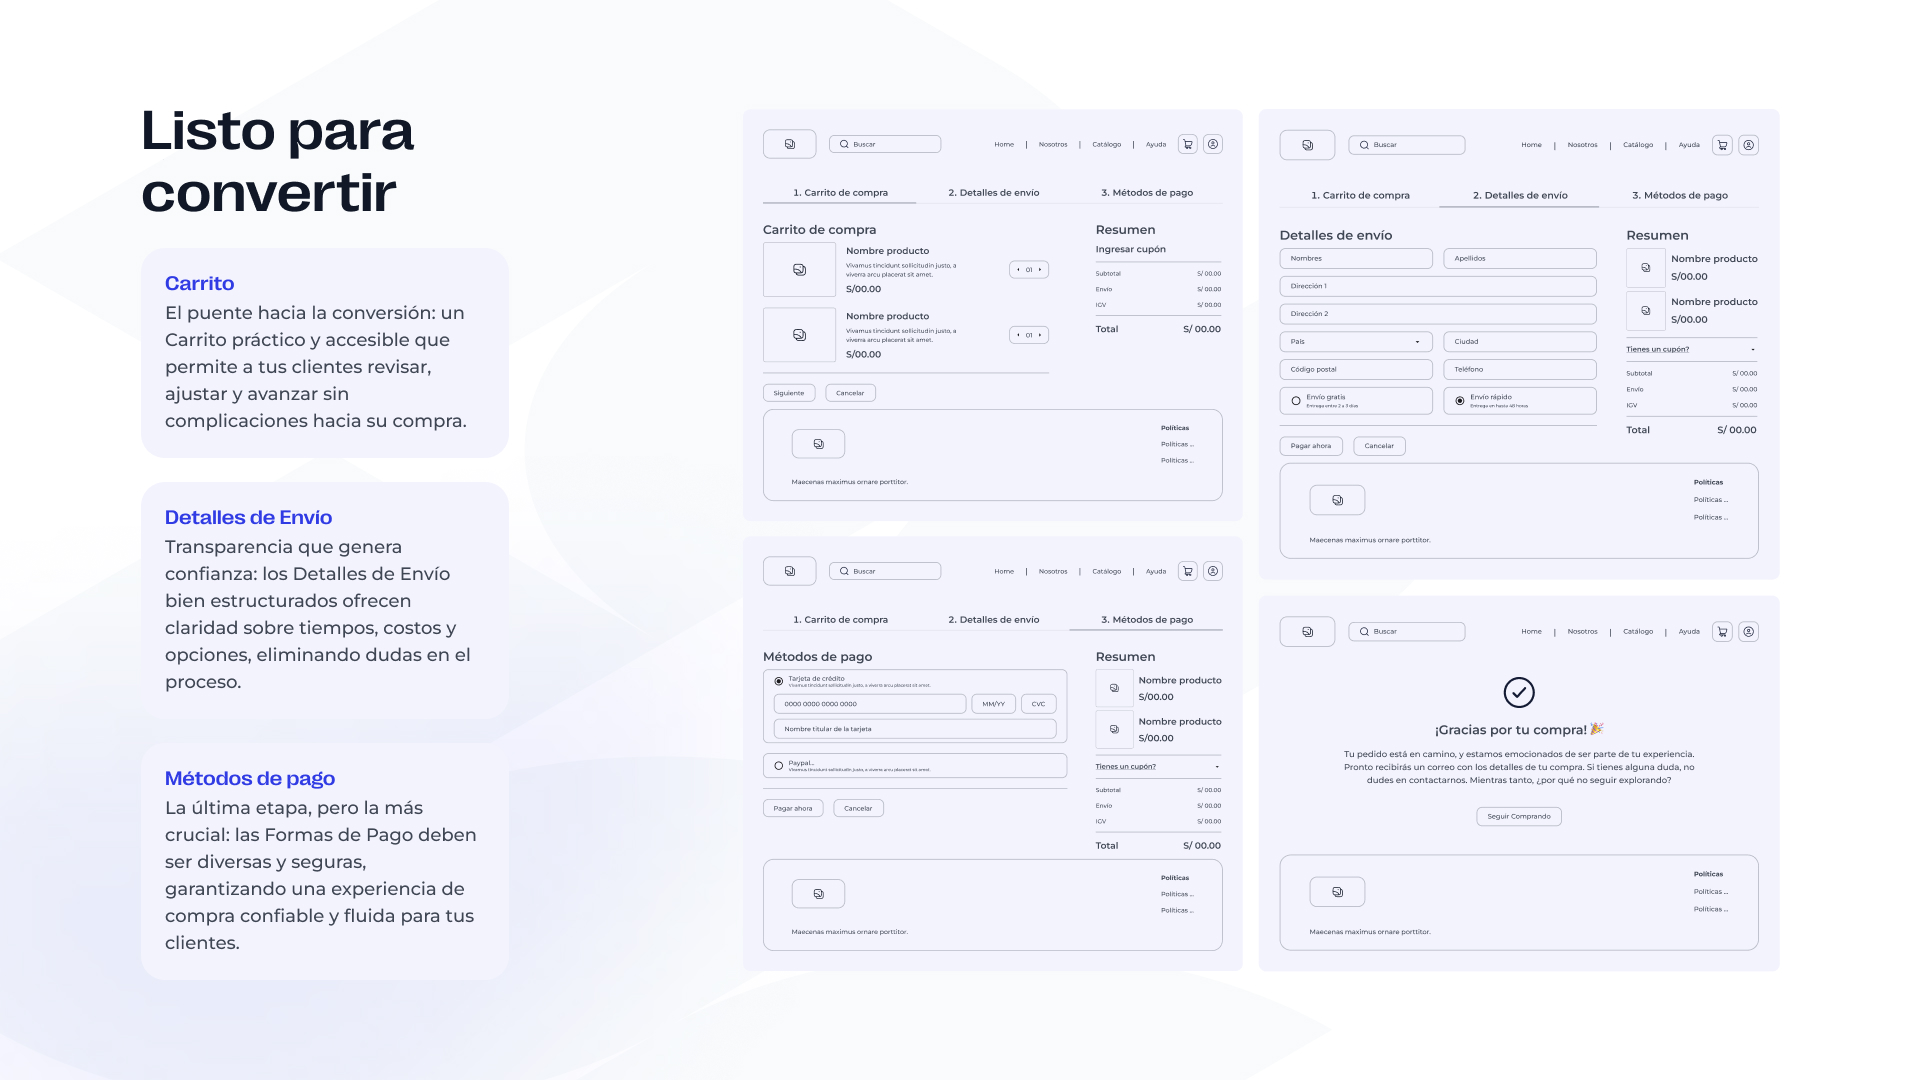 Listo para
convertir
Carrito
El puente hacia la conversión: un
Carrito práctico y accesible que
permite a tus clientes revisar,
ajustar y avanzar sin
complicaciones hacia su compra.
Detalles de Envío
Transparencia que genera
confianza: los Detalles de Envío
bien estructurados ofrecen
claridad sobre tiempos, costos y
opciones, eliminando dudas en el
proceso.
Métodos de pago
La última etapa, pero la más
crucial: las Formas de Pago deben
ser diversas y seguras,
garantizando una experiencia de
compra confiable y fluida para tus
clientes.
Buscar
Home | Nosotros | Catálogo | Ayuda
1. Carrito de compra 2. Detalles de envío 3. Métodos de pago
Carrito de compra
Nombre producto
Vivamus tincidunt sollicitudin justo, a
viverra arcu placerat sit amet.
S/00.00
01
Nombre producto
Vivamus tincidunt sollicitudin justo, a
viverra arcu placerat sit amet.
S/00.00
01
Siguiente Cancelar
Resumen
Ingresar cupón
Subtotal S/ 00.00
Envío S/ 00.00
IGV S/ 00.00
Total S/ 00.00
Maecenas maximus ornare porttitor.
Políticas
Políticas ...
Políticas ...
Buscar
Home | Nosotros | Catálogo | Ayuda
1. Carrito de compra 2. Detalles de envío 3. Métodos de pago
Detalles de envío
Nombres Apellidos
Dirección 1
Dirección 2
País Ciudad
Código postal Teléfono
Envío gratis
Entrega entre 2 a 3 días
Envío rápido
Entrega en hasta 48 horas
Pagar ahora Cancelar
Resumen
Nombre producto
S/00.00
Nombre producto
S/00.00
Tienes un cupón?
Subtotal S/ 00.00
Envío S/ 00.00
IGV S/ 00.00
Total S/ 00.00
Maecenas maximus ornare porttitor.
Políticas
Políticas ...
Políticas ...
Buscar
Home | Nosotros | Catálogo | Ayuda
1. Carrito de compra 2. Detalles de envío 3. Métodos de pago
Métodos de pago
Tarjeta de crédito
Vivamus tincidunt sollicitudin justo, a viverra arcu placerat sit amet.
0000 0000 0000 0000 MM/YY CVC
Nombre titular de la tarjeta
Paypal...
Vivamus tincidunt sollicitudin justo, a viverra arcu placerat sit amet.
Pagar ahora Cancelar
Resumen
Nombre producto
S/00.00
Nombre producto
S/00.00
Tienes un cupón?
Subtotal S/ 00.00
Envío S/ 00.00
IGV S/ 00.00
Total S/ 00.00
Maecenas maximus ornare porttitor.
Políticas
Políticas ...
Políticas ...
Buscar
Home | Nosotros | Catálogo | Ayuda
¡Gracias por tu compra! 🎉
Tu pedido está en camino, y estamos emocionados de ser parte de tu experiencia.
Pronto recibirás un correo con los detalles de tu compra. Si tienes alguna duda, no
dudes en contactarnos. Mientras tanto, ¿por qué no seguir explorando?
Seguir Comprando
Maecenas maximus ornare porttitor.
Políticas
Políticas ...
Políticas ...